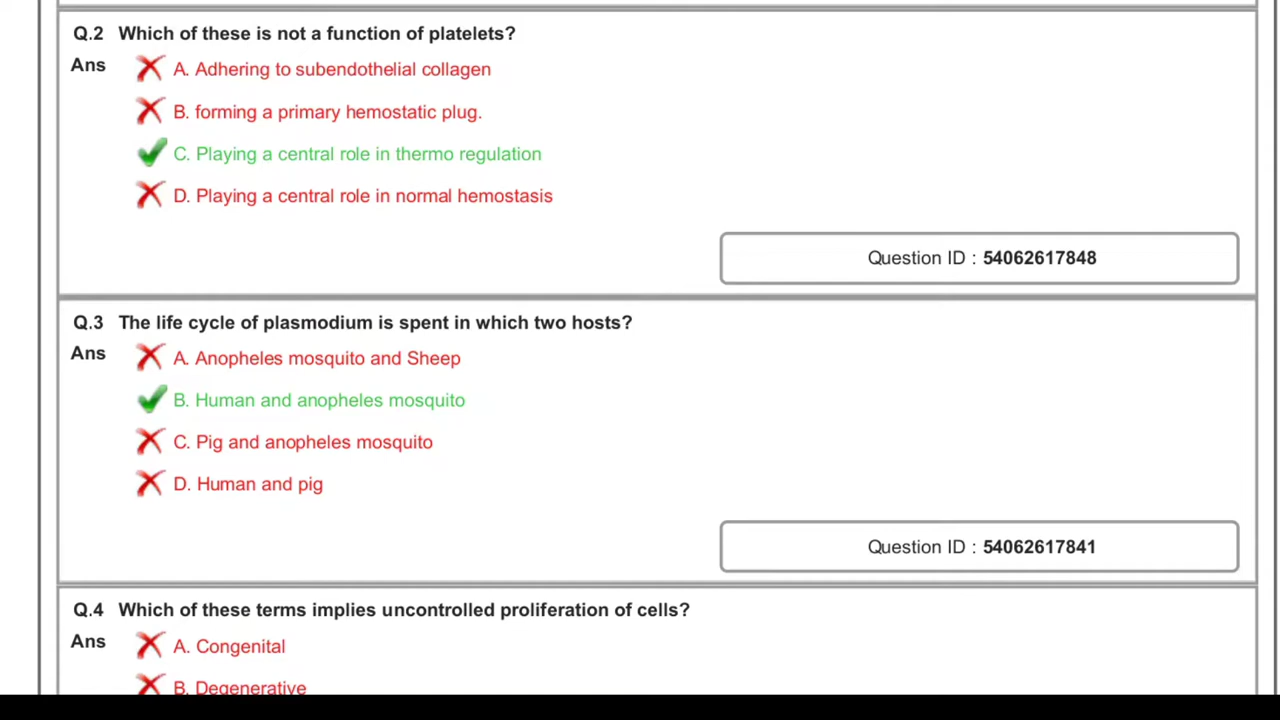 Q.2 Which of these is not a function of platelets?
Ans A. Adhering to subendothelial collagen
B. forming a primary hemostatic plug.
C. Playing a central role in thermo regulation
D. Playing a central role in normal hemostasis
Question ID : 54062617848
Q.3 The life cycle of plasmodium is spent in which two hosts?
Ans A. Anopheles mosquito and Sheep
B. Human and anopheles mosquito
C. Pig and anopheles mosquito
D. Human and pig
Question ID : 54062617841
Q.4 Which of these terms implies uncontrolled proliferation of cells?
Ans A. Congenital
B. Degenerative